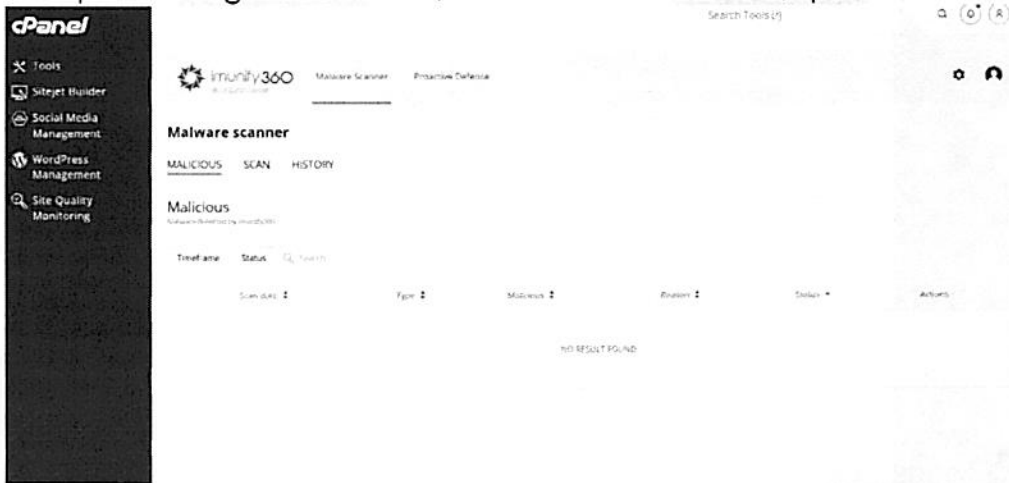 cPanel
Search Tools (/)
Tools
Sitejet Builder
Social Media
Management
WordPress
Management
Site Quality
Monitoring
imunify360
Malware Scanner
Proactive Defense
Malware scanner
MALICIOUS
SCAN
HISTORY
Malicious
Timeframe
Status
Search
Scan date
Type
Malicious
Reason
Status
Actions
NO RESULT FOUND